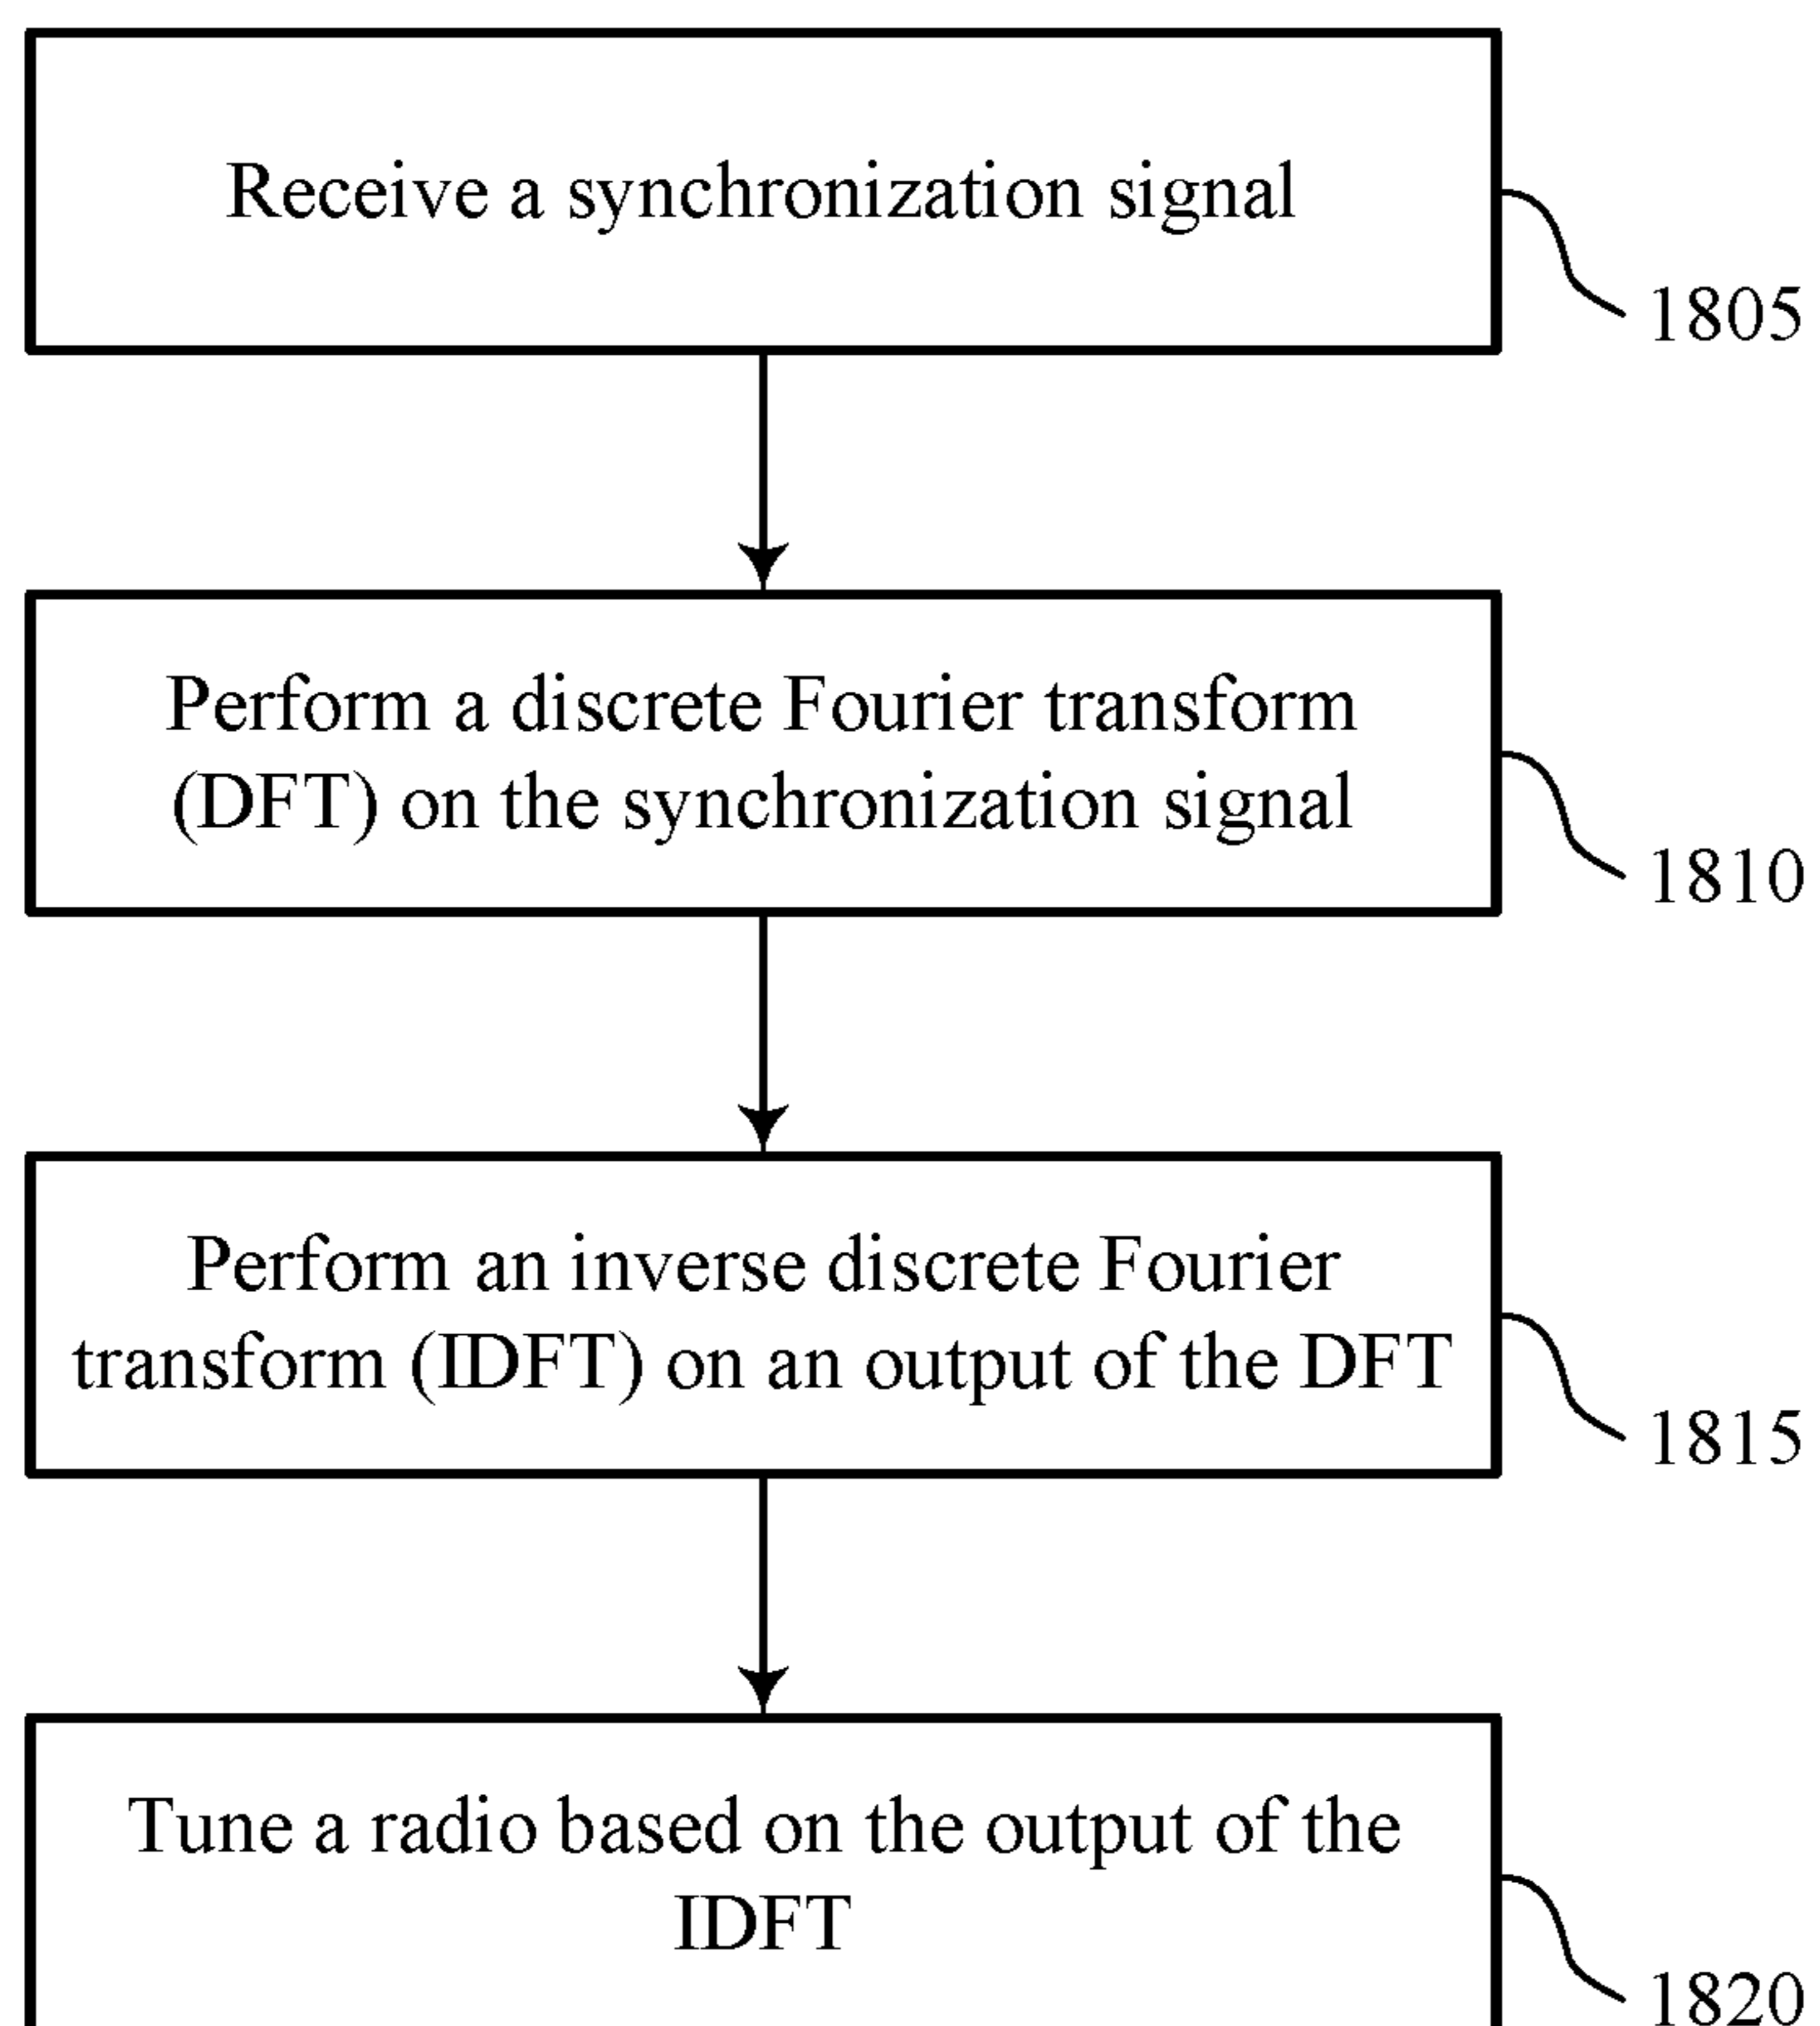 Receive a synchronization signal
1805
Perform a discrete Fourier transform
(DFT) on the synchronization signal
1810
Perform an inverse discrete Fourier
transform (IDFT) on an output of the DFT
1815
Tune a radio based on the output of the
IDFT
1820